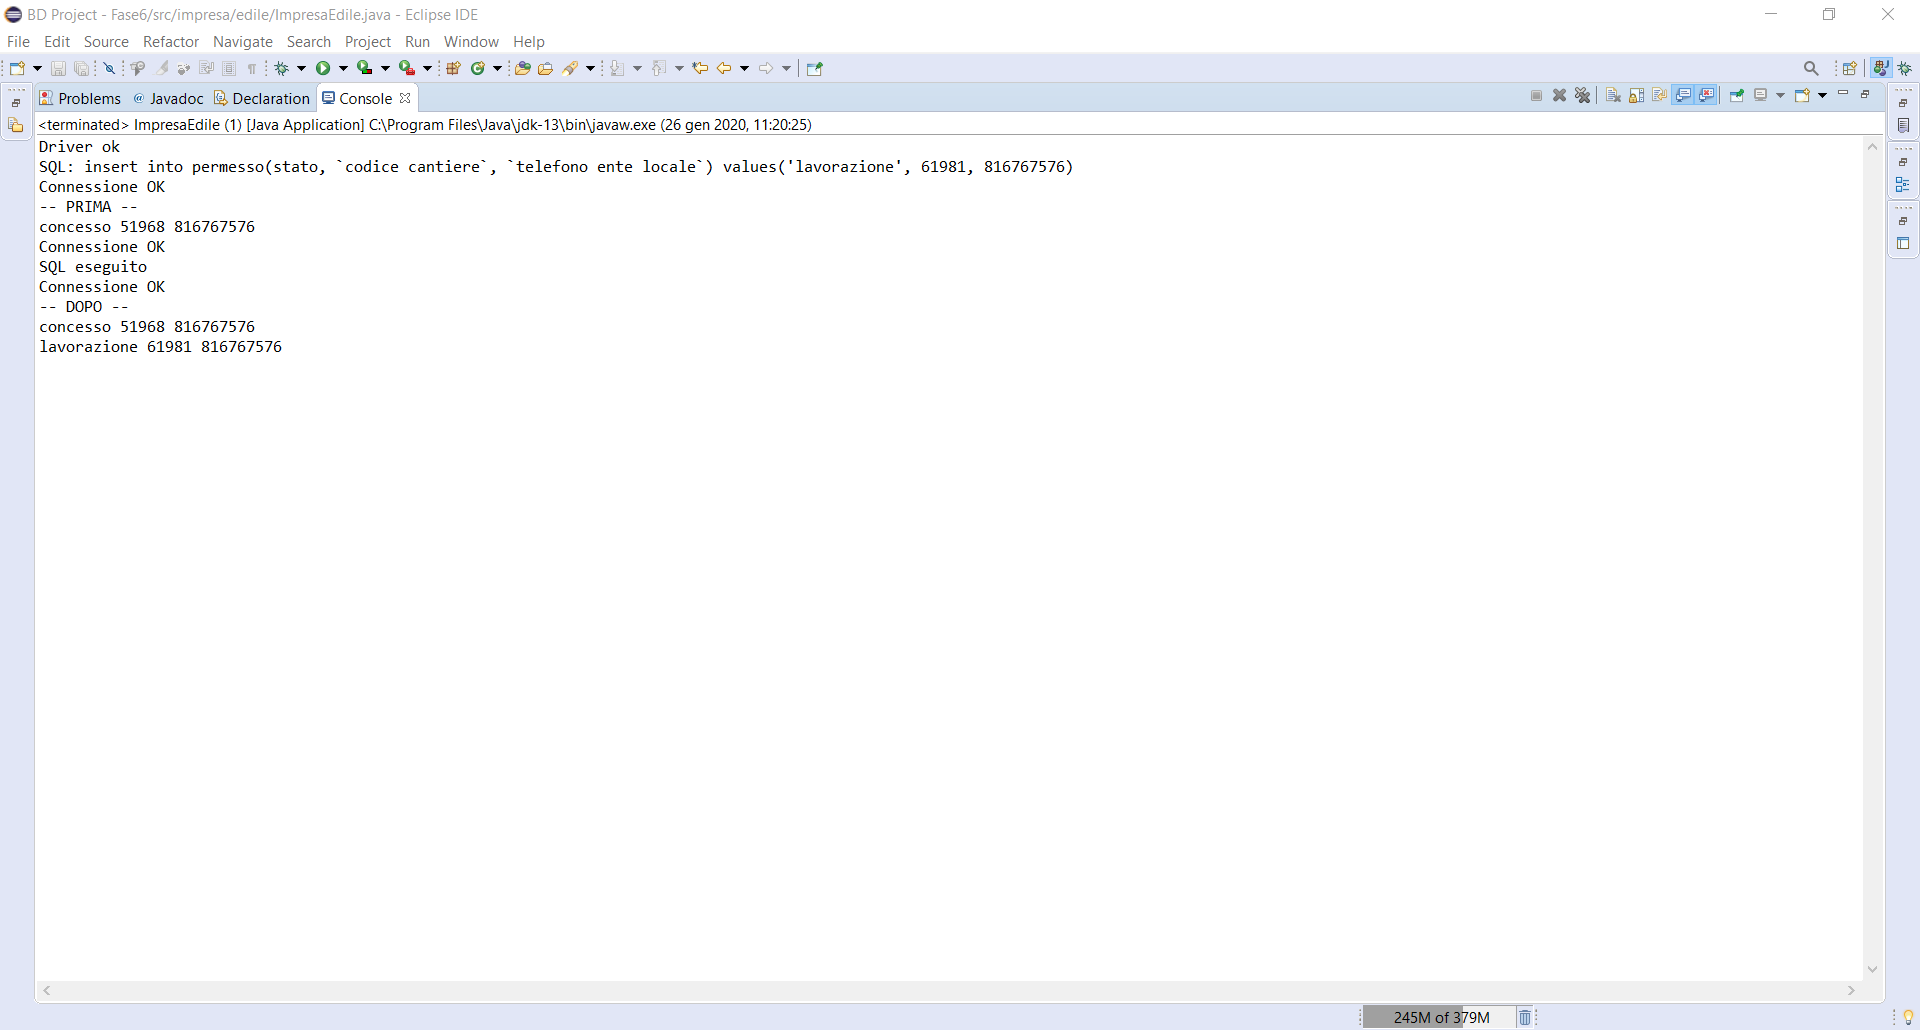 BD Project - Fase6/src/impresa/edile/ImpresaEdile.java - Eclipse IDE
File Edit Source Refactor Navigate Search Project Run Window Help
Problems @ Javadoc Declaration Console
<terminated> ImpresaEdile (1) [Java Application] C:\Program Files\Java\jdk-13\bin\javaw.exe (26 gen 2020, 11:20:25)
Driver ok
SQL: insert into permesso(stato, `codice cantiere`, `telefono ente locale`) values('lavorazione', 61981, 816767576)
Connessione OK
-- PRIMA --
concesso 51968 816767576
Connessione OK
SQL eseguito
Connessione OK
-- DOPO --
concesso 51968 816767576
lavorazione 61981 816767576
245M of 379M